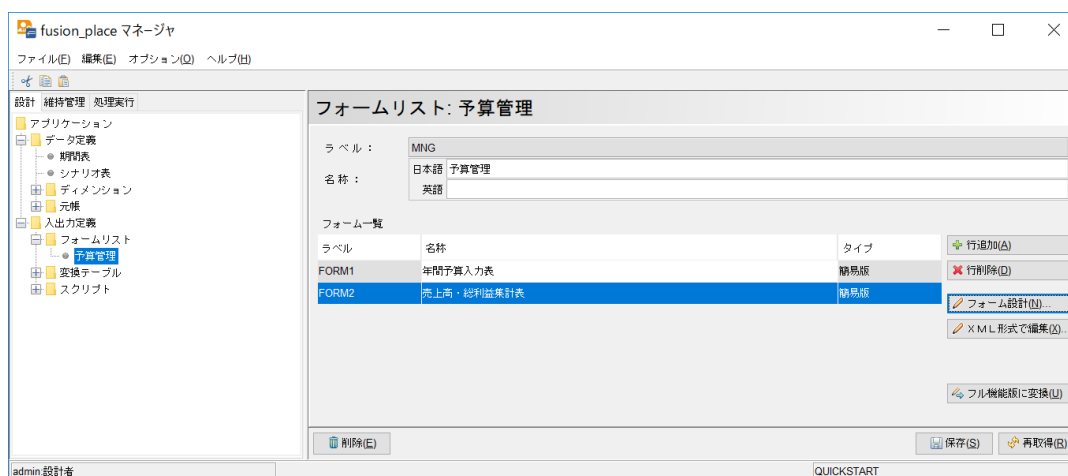 fusion_place マネージャ
ファイル(F) 編集(E) オプション(O) ヘルプ(H)
設計 維持管理 処理実行
アプリケーション
データ定義
期間表
シナリオ表
ディメンション
元帳
入出力定義
フォームリスト
予算管理
変換テーブル
スクリプト
フォームリスト: 予算管理
ラベル : MNG
名称 : 日本語 予算管理
英語
フォーム一覧
ラベル 名称 タイプ
FORM1 年間予算入力表 簡易版
FORM2 売上高・総利益集計表 簡易版
行追加(A)
行削除(D)
フォーム設計(N)...
XML形式で編集(X)...
フル機能版に変換(U)
削除(E) 保存(S) 再取得(R)
admin:設計者 QUICKSTART